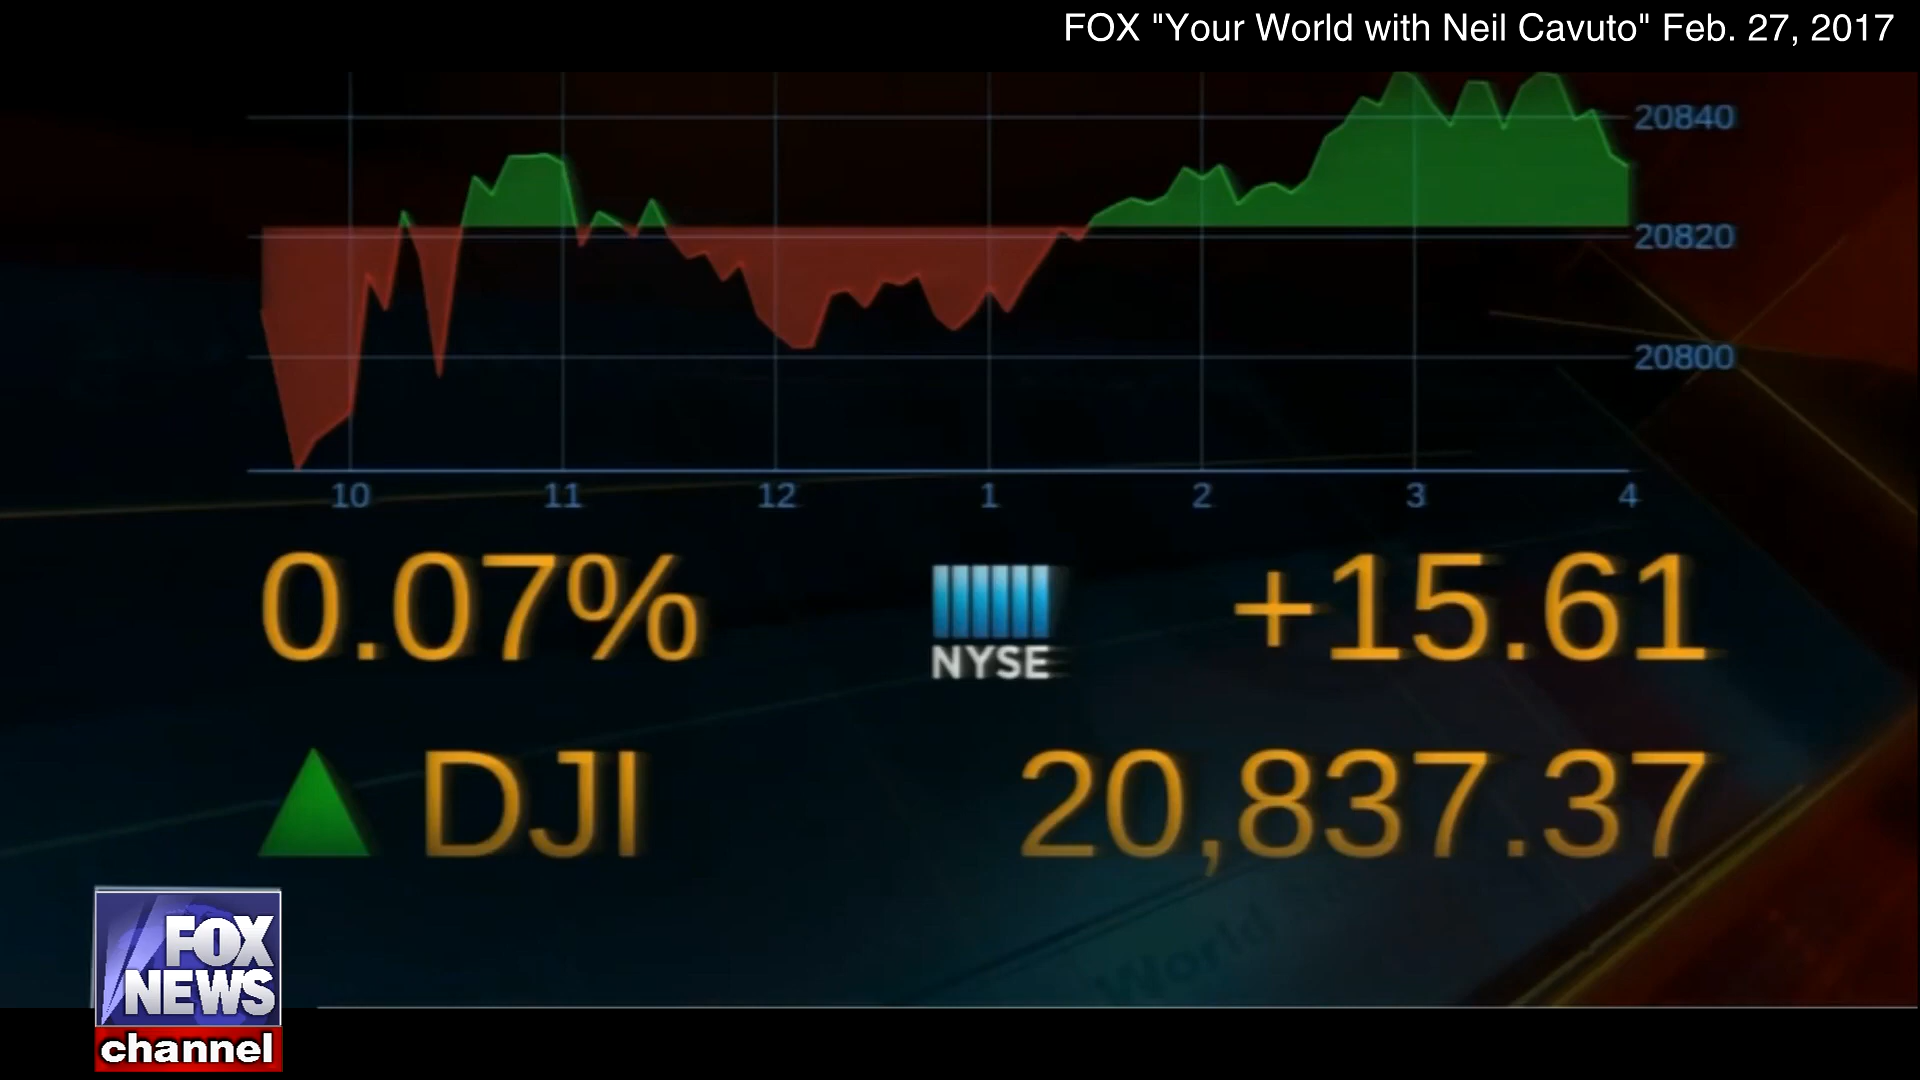 FOX "Your World with Neil Cavuto" Feb. 27, 2017
20840
20820
20800
10 11 12 1 2 3 4
0.07% NYSE +15.61
DJI 20,837.37
World
FOX
NEWS
channel